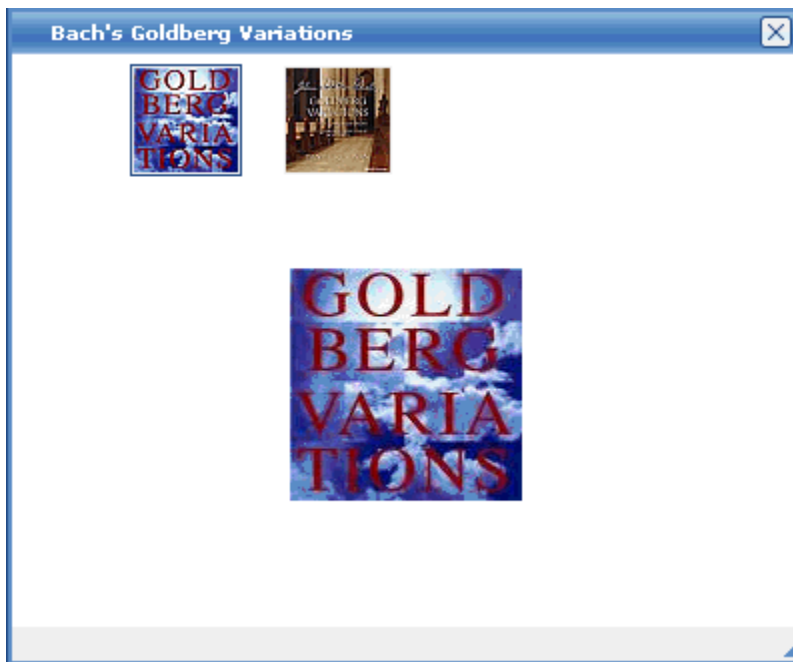 Bach's Goldberg Variations
GOLD
BERG
VARIA
TIONS
GOLDBERG
VARIATIONS
GOLD
BERG
VARIA
TIONS